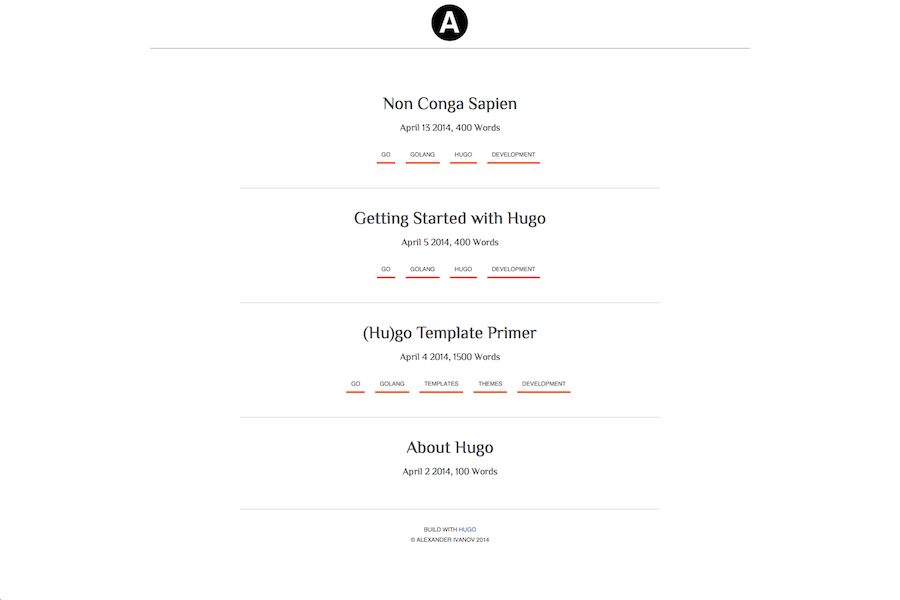 A
Non Conga Sapien
April 13 2014, 400 Words
GO GOLANG HUGO DEVELOPMENT
Getting Started with Hugo
April 5 2014, 400 Words
GO GOLANG HUGO DEVELOPMENT
(Hu)go Template Primer
April 4 2014, 1500 Words
GO GOLANG TEMPLATES THEMES DEVELOPMENT
About Hugo
April 2 2014, 100 Words
BUILD WITH HUGO
© ALEXANDER IVANOV 2014